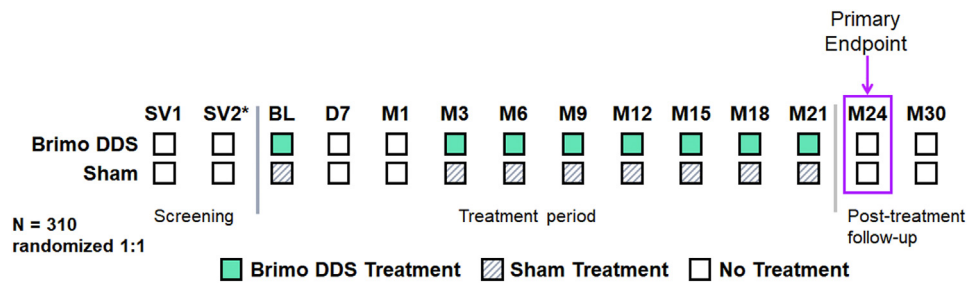 Primary
Endpoint
SV1 SV2* BL D7 M1 M3 M6 M9 M12 M15 M18 M21 M24 M30
Brimo DDS
Sham
Screening Treatment period Post-treatment
follow-up
N = 310
randomized 1:1
Brimo DDS Treatment Sham Treatment No Treatment